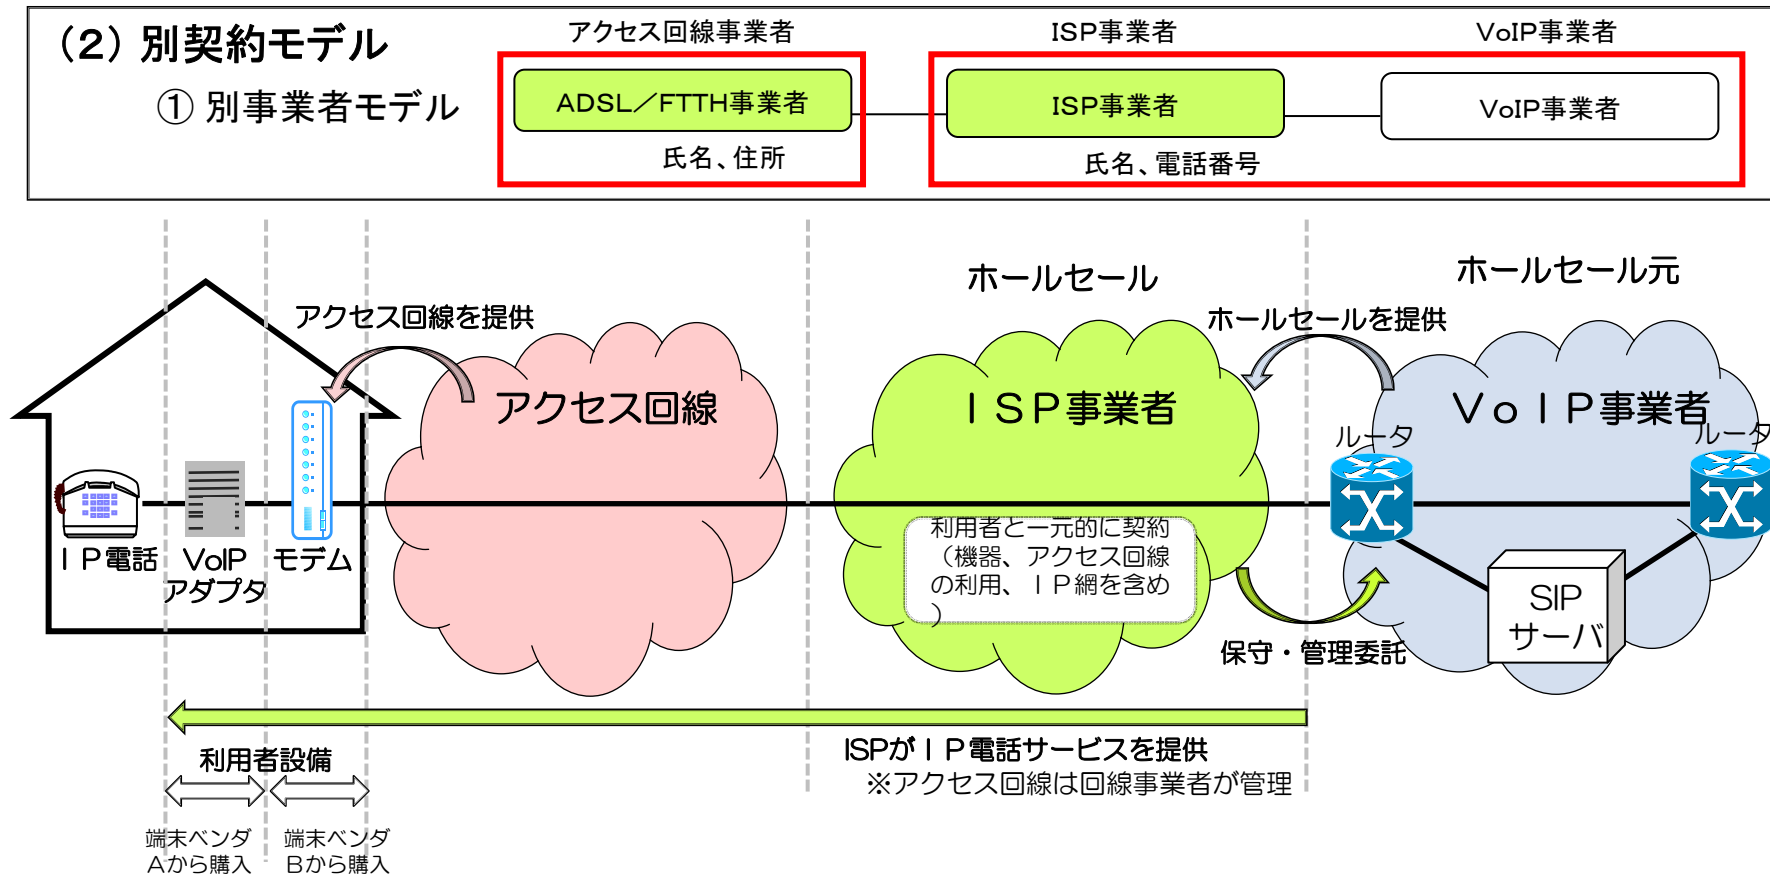 （２）別契約モデル
① 別事業者モデル
アクセス回線事業者
ISP事業者
VoIP事業者
ADSL／FTTH事業者
ISP事業者
VoIP事業者
氏名、住所
氏名、電話番号
ホールセール
ホールセール元
アクセス回線を提供
ホールセールを提供
アクセス回線
ＩＳＰ事業者
ＶｏＩＰ事業者
ルータ
ルータ
ＩＰ電話
VoIP
アダプタ
モデム
利用者と一元的に契約
（機器、アクセス回線
の利用、ＩＰ網を含め
）
SIP
サーバ
保守・管理委託
ISPがＩＰ電話サービスを提供
※アクセス回線は回線事業者が管理
利用者設備
端末ベンダ
Ａから購入
端末ベンダ
Ｂから購入